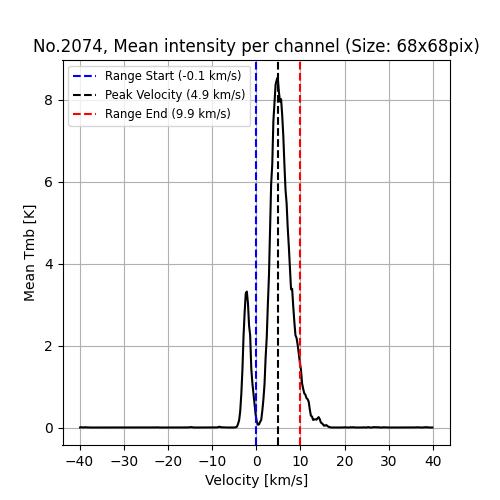 No.2074, Mean intensity per channel (Size: 68x68pix)
Range Start (-0.1 km/s)
Peak Velocity (4.9 km/s)
Range End (9.9 km/s)
Mean Tmb [K]
8
6
4
2
0
−40 −30 −20 −10 0 10 20 30 40
Velocity [km/s]